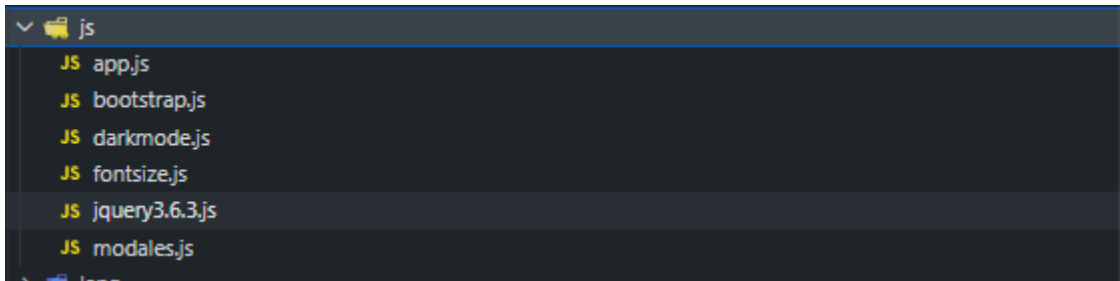 js
JS app.js
JS bootstrap.js
JS darkmode.js
JS fontsize.js
JS jquery3.6.3.js
JS modales.js